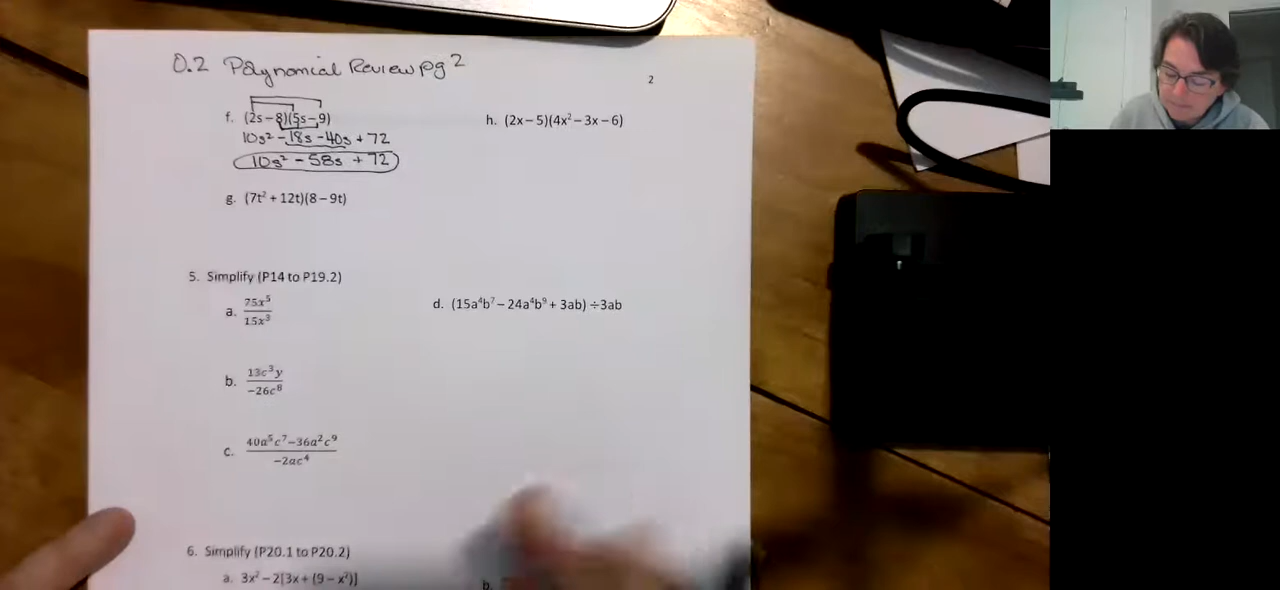 0.2 Polynomial Review pg 2
2
f. (2s – 8)(5s – 9)
10s² - 18s - 40s + 72
10s² - 58s + 72
g. (7t² + 12t)(8 – 9t)
h. (2x – 5)(4x² – 3x – 6)
5. Simplify (P14 to P19.2)
a. 75x⁵
15x³
b. 13c³y
-26c⁸
c. 40a⁵c⁷-36a²c⁹
-2ac⁴
d. (15a⁴b⁷ – 24a⁴b⁹ + 3ab) ÷3ab
6. Simplify (P20.1 to P20.2)
a. 3x² – 2[3x + (9 – x²)]
b.